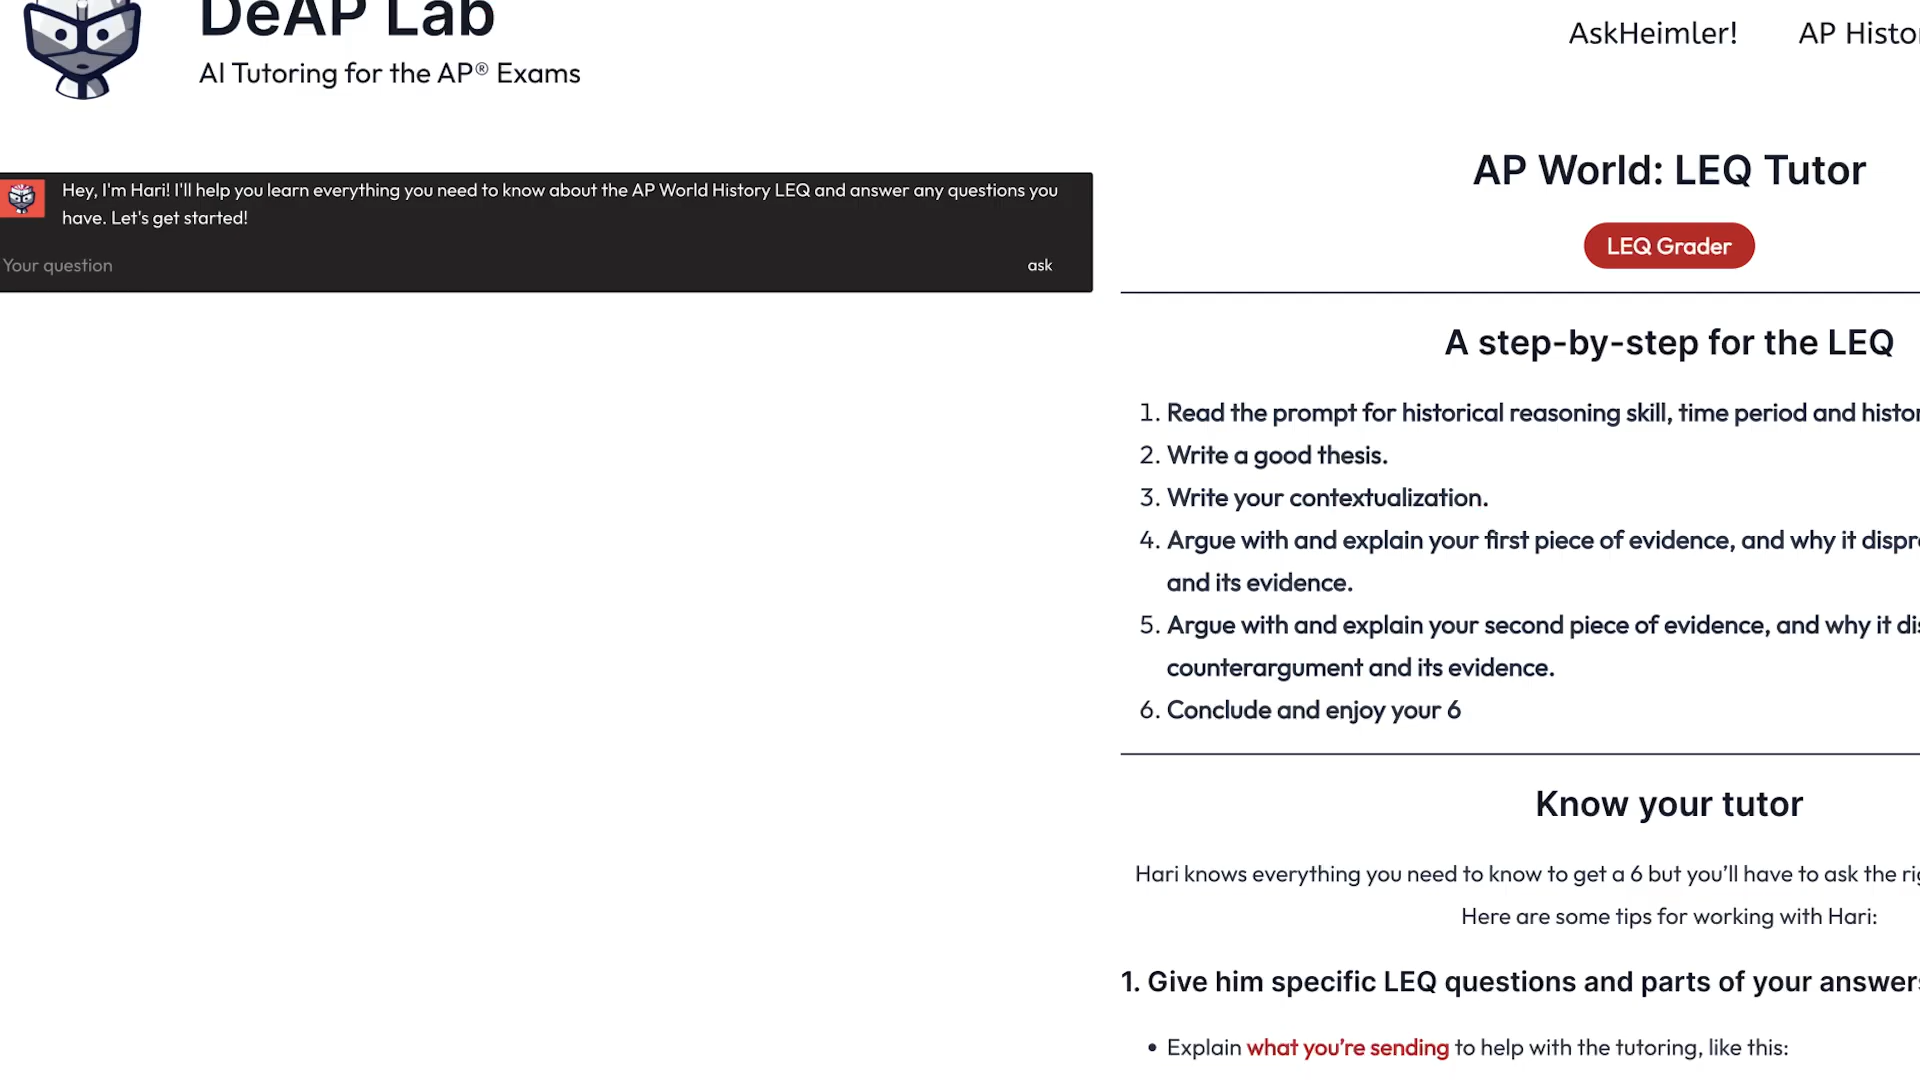 DeAP Lab
AI Tutoring for the AP® Exams
AskHeimler!
AP Histo
Hey, I'm Hari! I'll help you learn everything you need to know about the AP World History LEQ and answer any questions you
have. Let's get started!
Your question
ask
AP World: LEQ Tutor
LEQ Grader
A step-by-step for the LEQ
1. Read the prompt for historical reasoning skill, time period and histor
2. Write a good thesis.
3. Write your contextualization.
4. Argue with and explain your first piece of evidence, and why it dispr
and its evidence.
5. Argue with and explain your second piece of evidence, and why it dis
counterargument and its evidence.
6. Conclude and enjoy your 6
Know your tutor
Hari knows everything you need to know to get a 6 but you’ll have to ask the rig
Here are some tips for working with Hari:
1. Give him specific LEQ questions and parts of your answers
• Explain what you’re sending to help with the tutoring, like this: